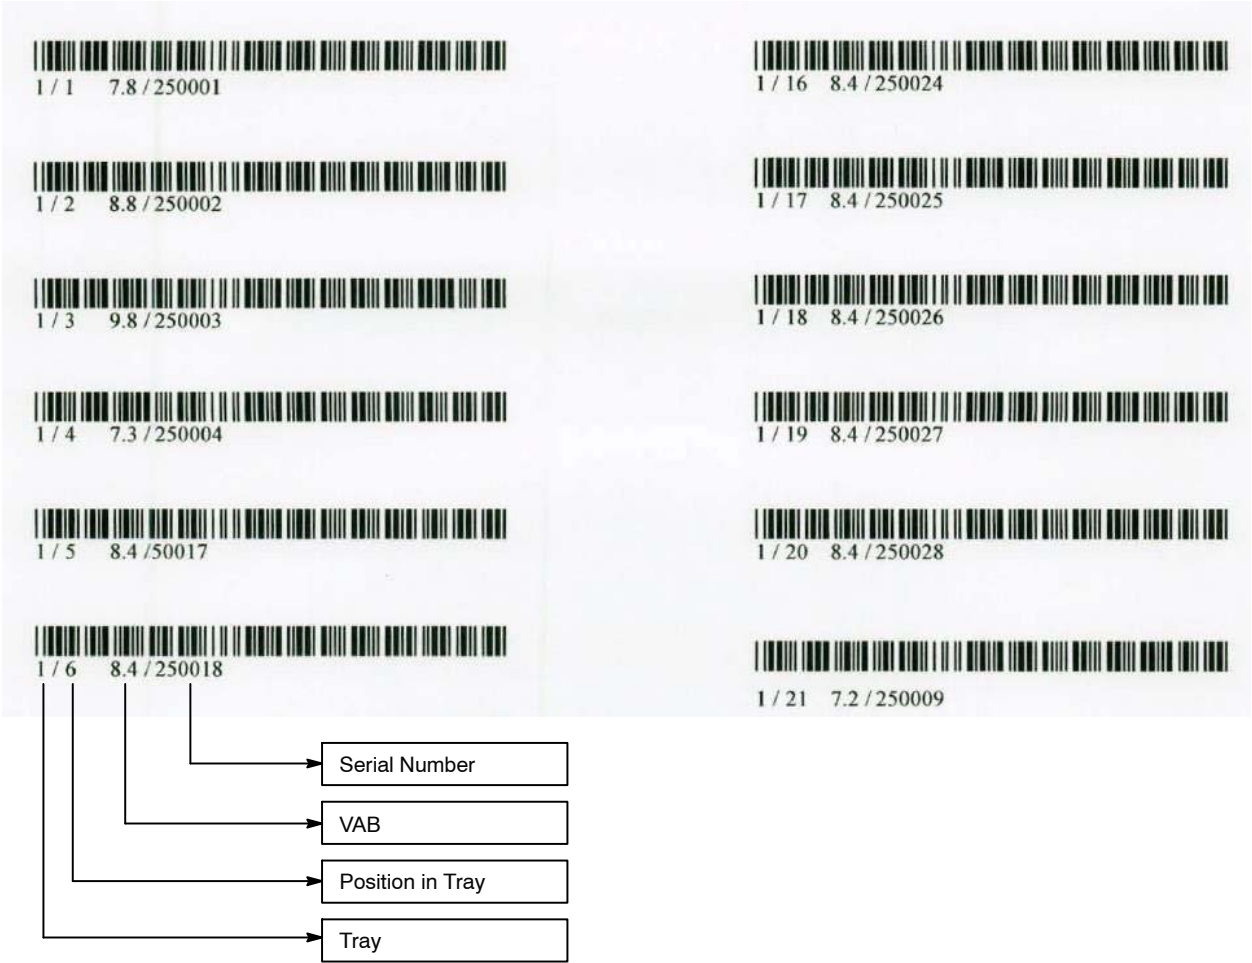 1 / 1 7.8 / 250001
1 / 2 8.8 / 250002
1 / 3 9.8 / 250003
1 / 4 7.3 / 250004
1 / 5 8.4 /50017
1 / 6 8.4 / 250018
1 / 16 8.4 / 250024
1 / 17 8.4 / 250025
1 / 18 8.4 / 250026
1 / 19 8.4 / 250027
1 / 20 8.4 / 250028
1 / 21 7.2 / 250009
Serial Number
VAB
Position in Tray
Tray